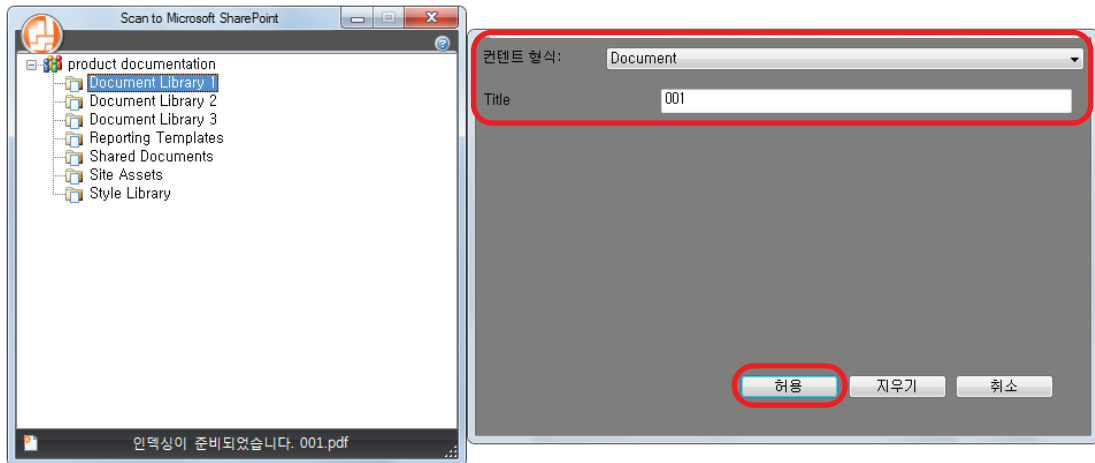 Scan to Microsoft SharePoint
product documentation
Document Library 1
Document Library 2
Document Library 3
Reporting Templates
Shared Documents
Site Assets
Style Library
인덱싱이 준비되었습니다. 001.pdf
컨텐트 형식: Document
Title 001
허용 지우기 취소